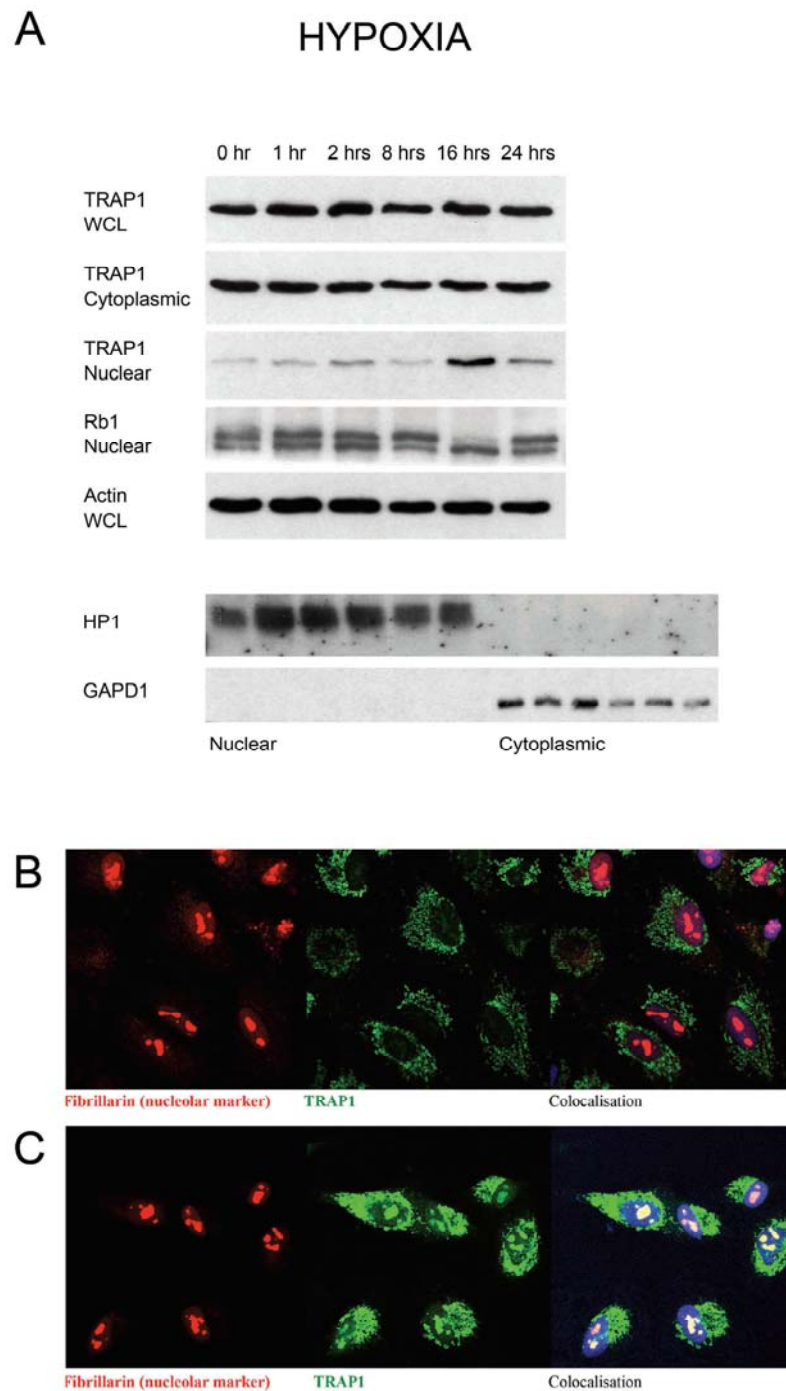 A
HYPOXIA
0 hr 1 hr 2 hrs 8 hrs 16 hrs 24 hrs
TRAP1
WCL
TRAP1
Cytoplasmic
TRAP1
Nuclear
Rb1
Nuclear
Actin
WCL
HP1
GAPD1
Nuclear Cytoplasmic
B
Fibrillarin (nucleolar marker) TRAP1 Colocalisation
C
Fibrillarin (nucleolar marker) TRAP1 Colocalisation